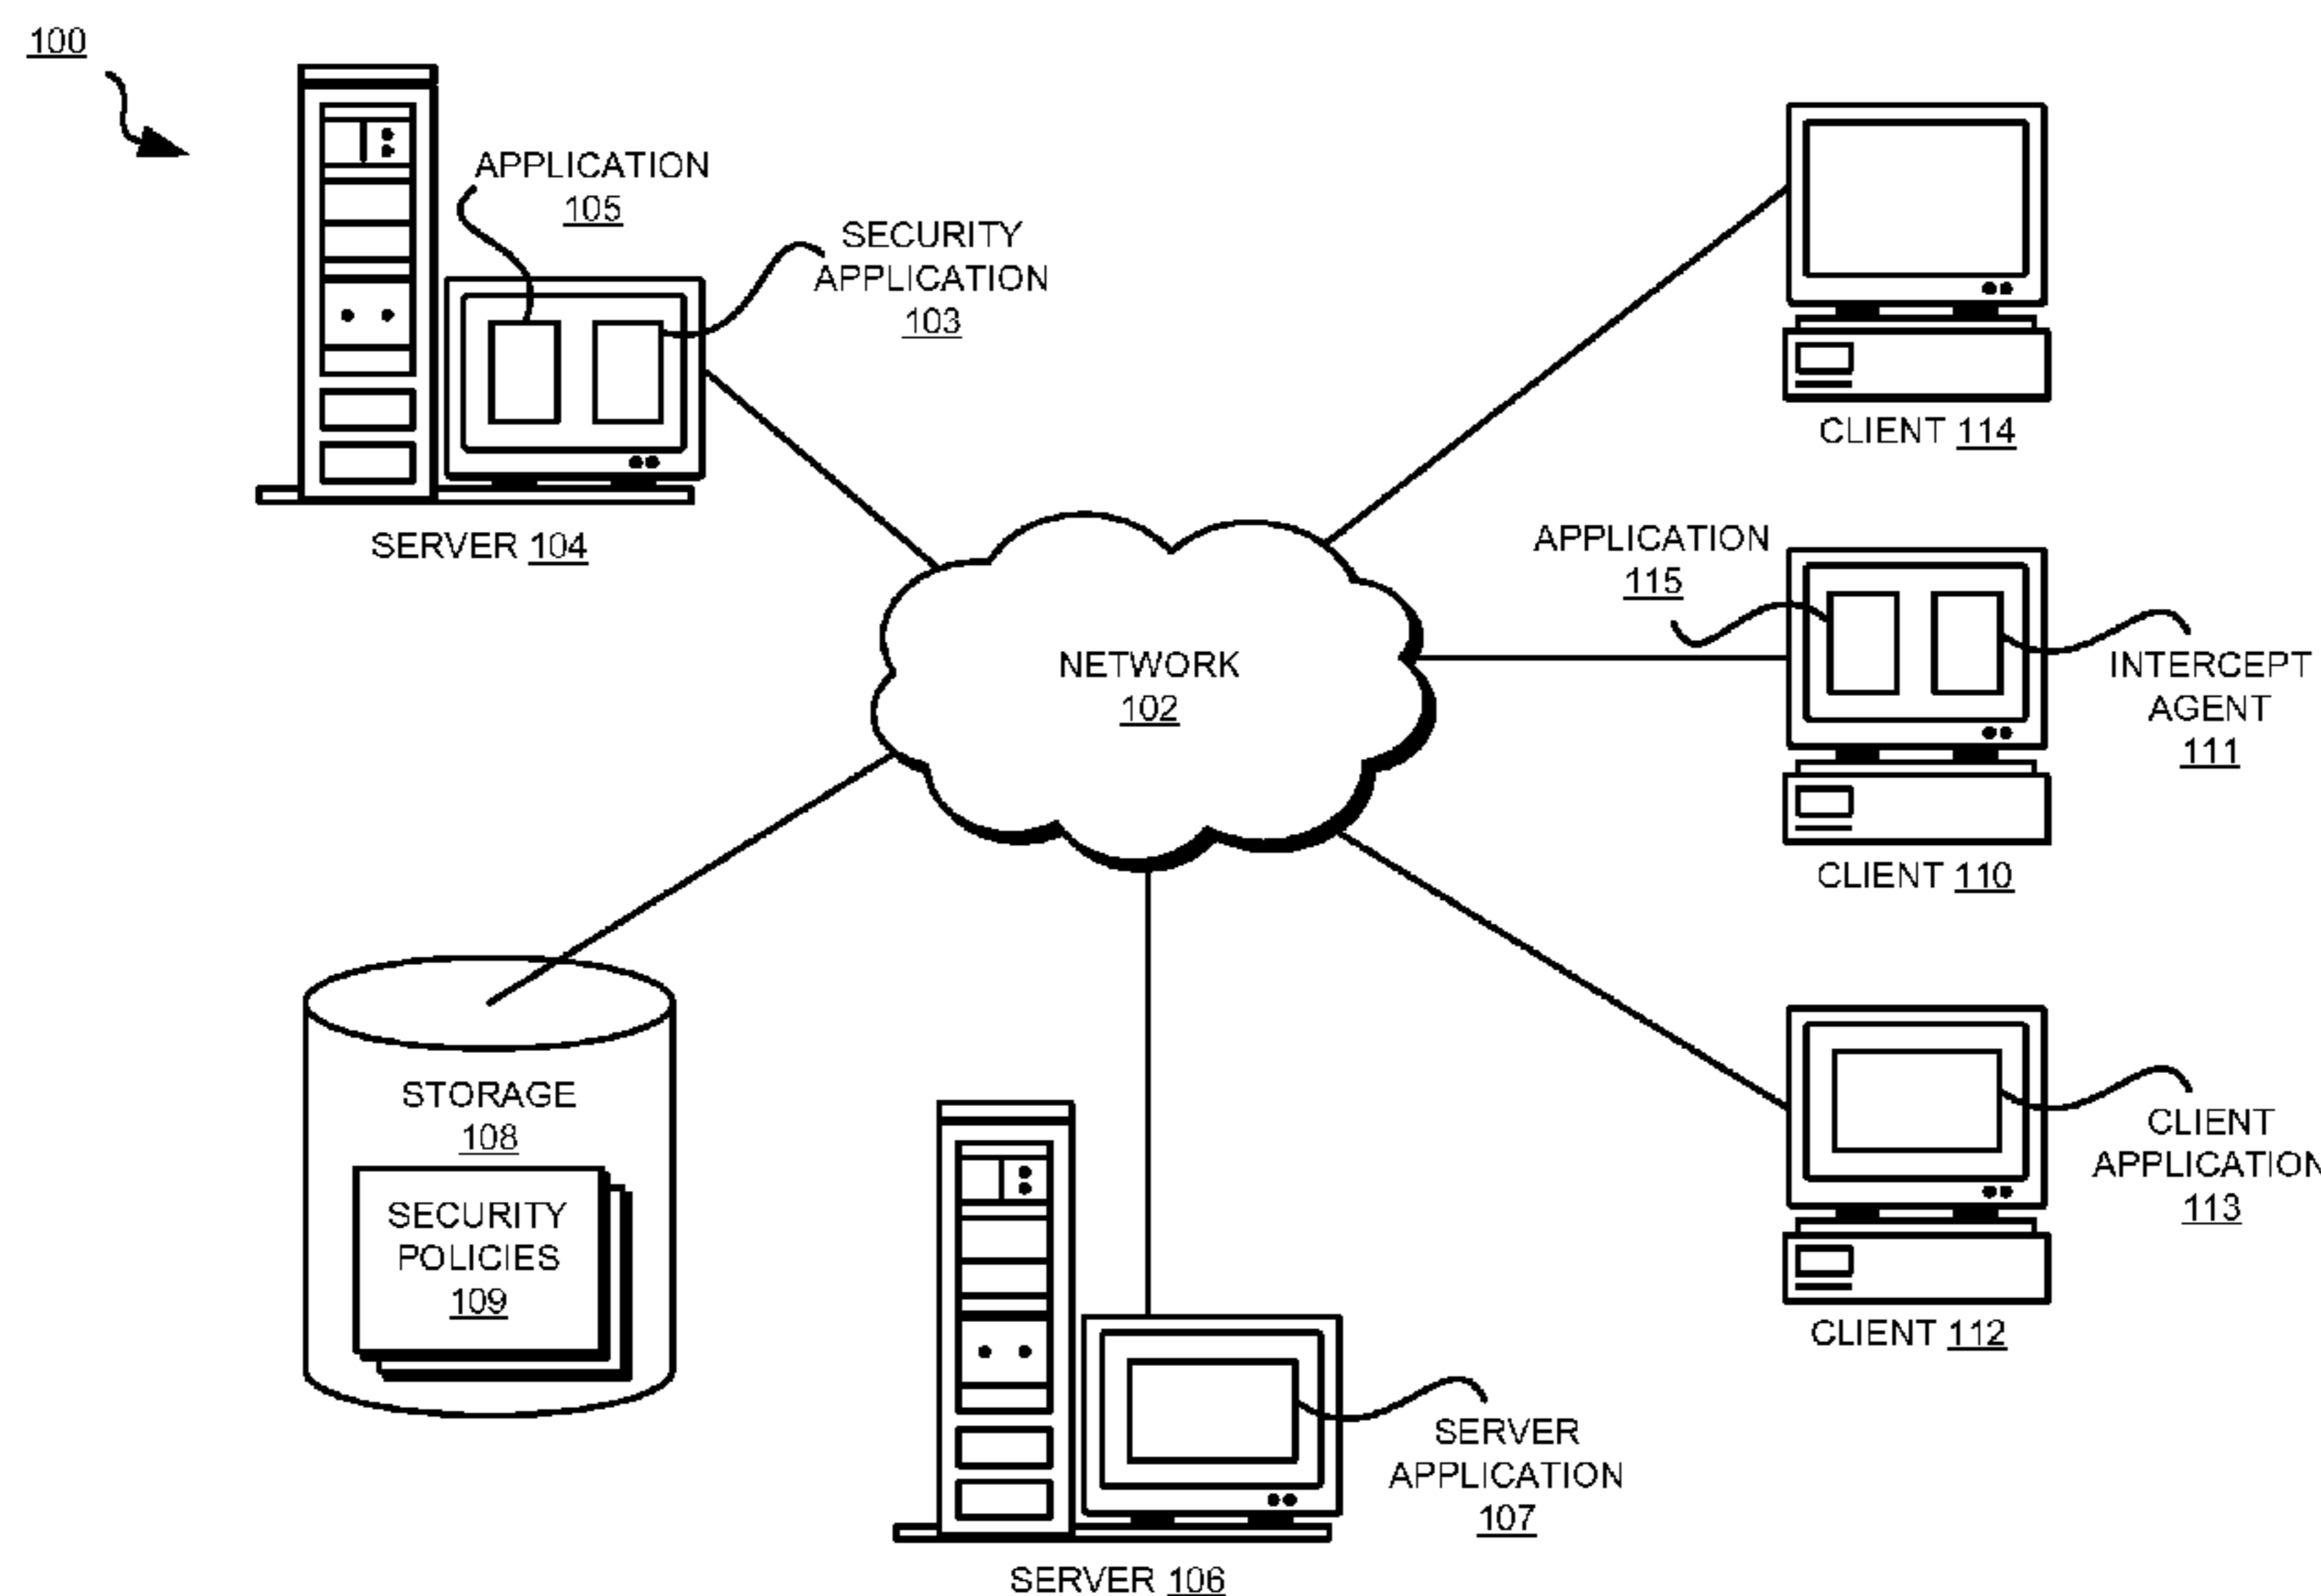 100
APPLICATION
105
SECURITY
APPLICATION
103
SERVER 104
CLIENT 114
APPLICATION
115
NETWORK
102
INTERCEPT
AGENT
111
CLIENT 110
STORAGE
108
SECURITY
POLICIES
109
CLIENT
APPLICATION
113
CLIENT 112
SERVER
APPLICATION
107
SERVER 106